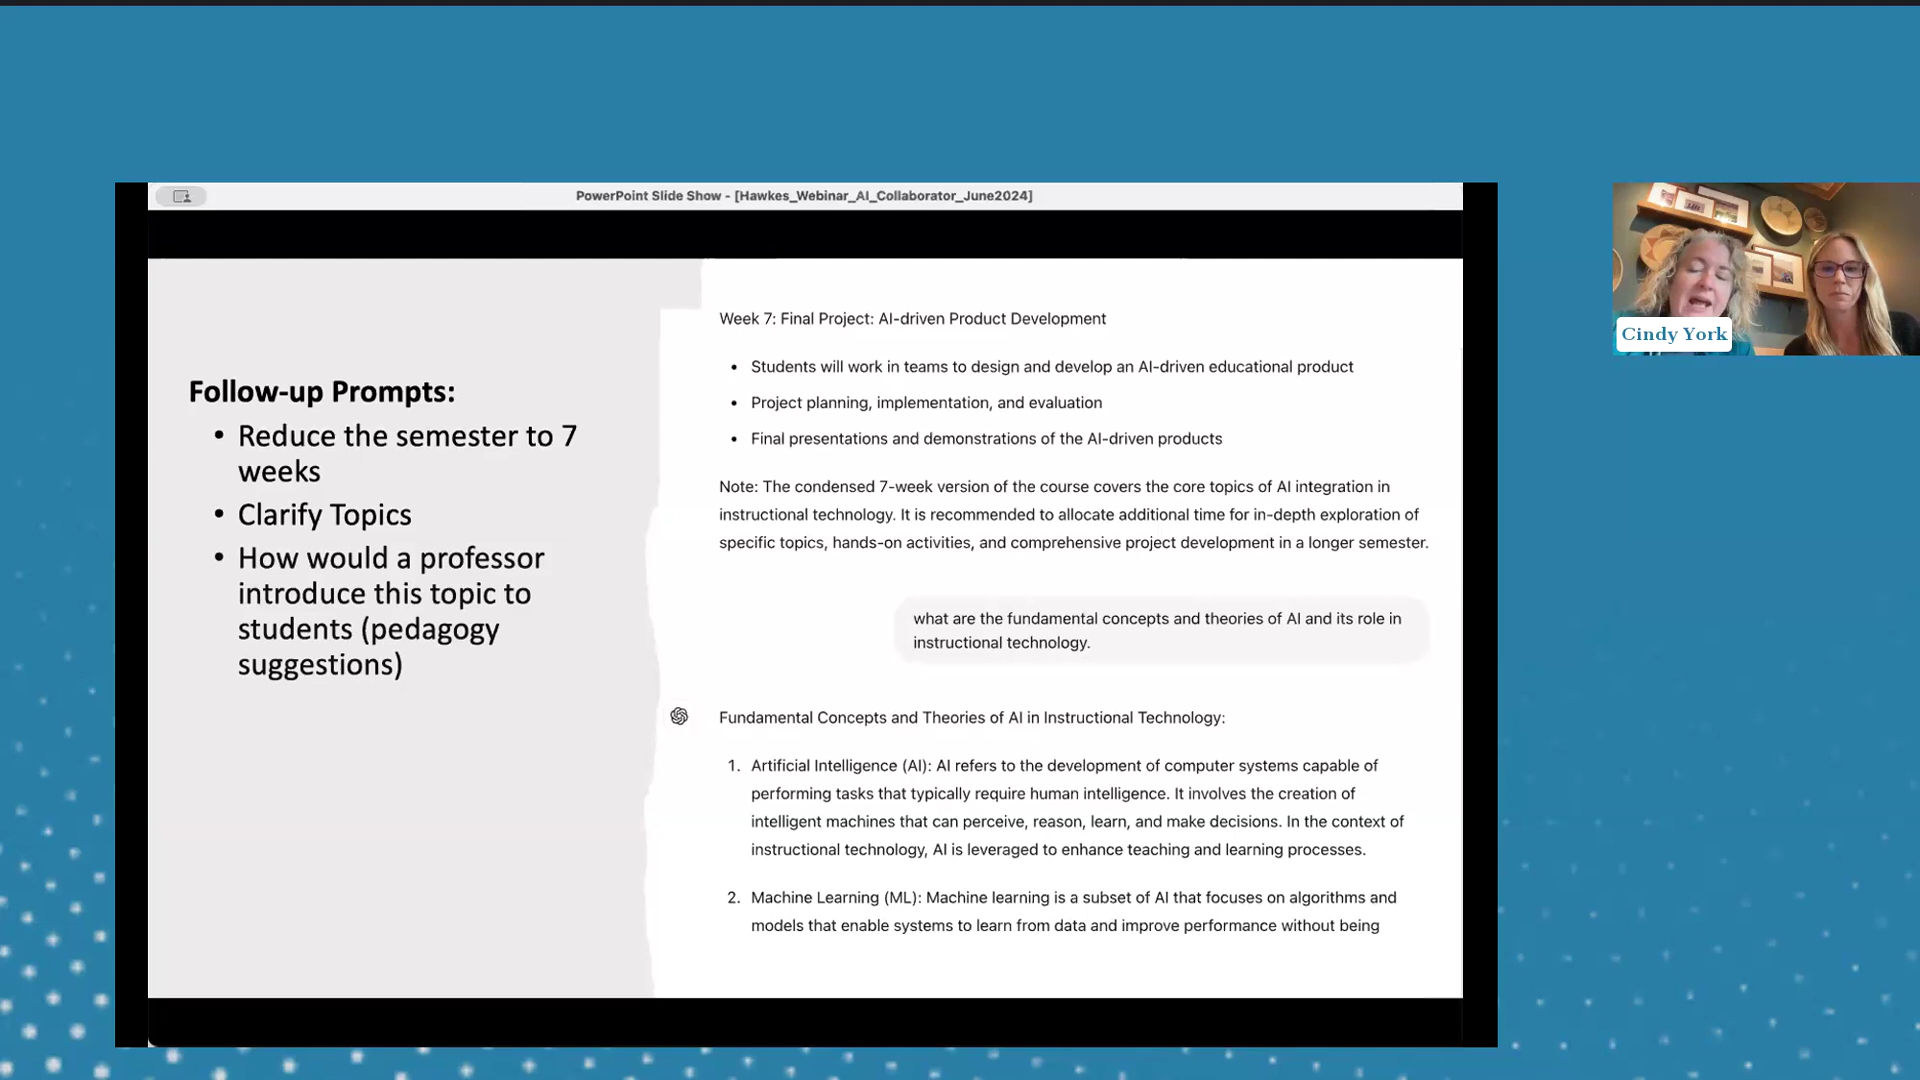 PowerPoint Slide Show - [Hawkes_Webinar_AI_Collaborator_June2024]
Follow-up Prompts:
• Reduce the semester to 7
weeks
• Clarify Topics
• How would a professor
introduce this topic to
students (pedagogy
suggestions)
Week 7: Final Project: AI-driven Product Development
• Students will work in teams to design and develop an AI-driven educational product
• Project planning, implementation, and evaluation
• Final presentations and demonstrations of the AI-driven products
Note: The condensed 7-week version of the course covers the core topics of AI integration in
instructional technology. It is recommended to allocate additional time for in-depth exploration of
specific topics, hands-on activities, and comprehensive project development in a longer semester.
what are the fundamental concepts and theories of AI and its role in
instructional technology.
Fundamental Concepts and Theories of AI in Instructional Technology:
1. Artificial Intelligence (AI): AI refers to the development of computer systems capable of
performing tasks that typically require human intelligence. It involves the creation of
intelligent machines that can perceive, reason, learn, and make decisions. In the context of
instructional technology, AI is leveraged to enhance teaching and learning processes.
2. Machine Learning (ML): Machine learning is a subset of AI that focuses on algorithms and
models that enable systems to learn from data and improve performance without being
Cindy York